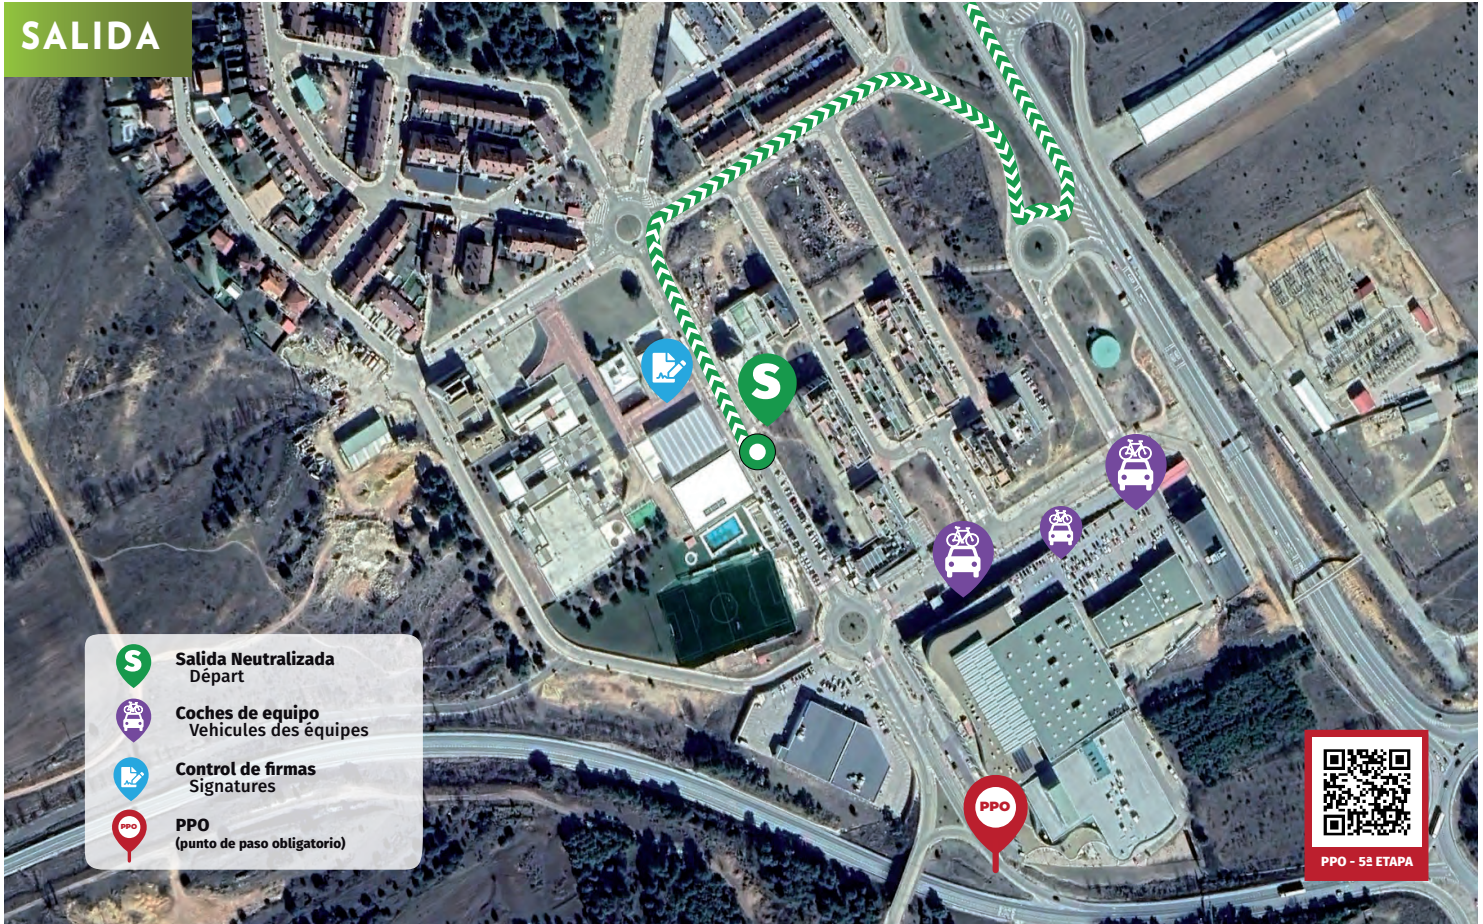 SALIDA
S
S
Salida Neutralizada
Départ
Coches de equipo
Vehicules des équipes
Control de firmas
Signatures
PPO
PPO
(punto de paso obligatorio)
PPO
PPO - 5ª ETAPA